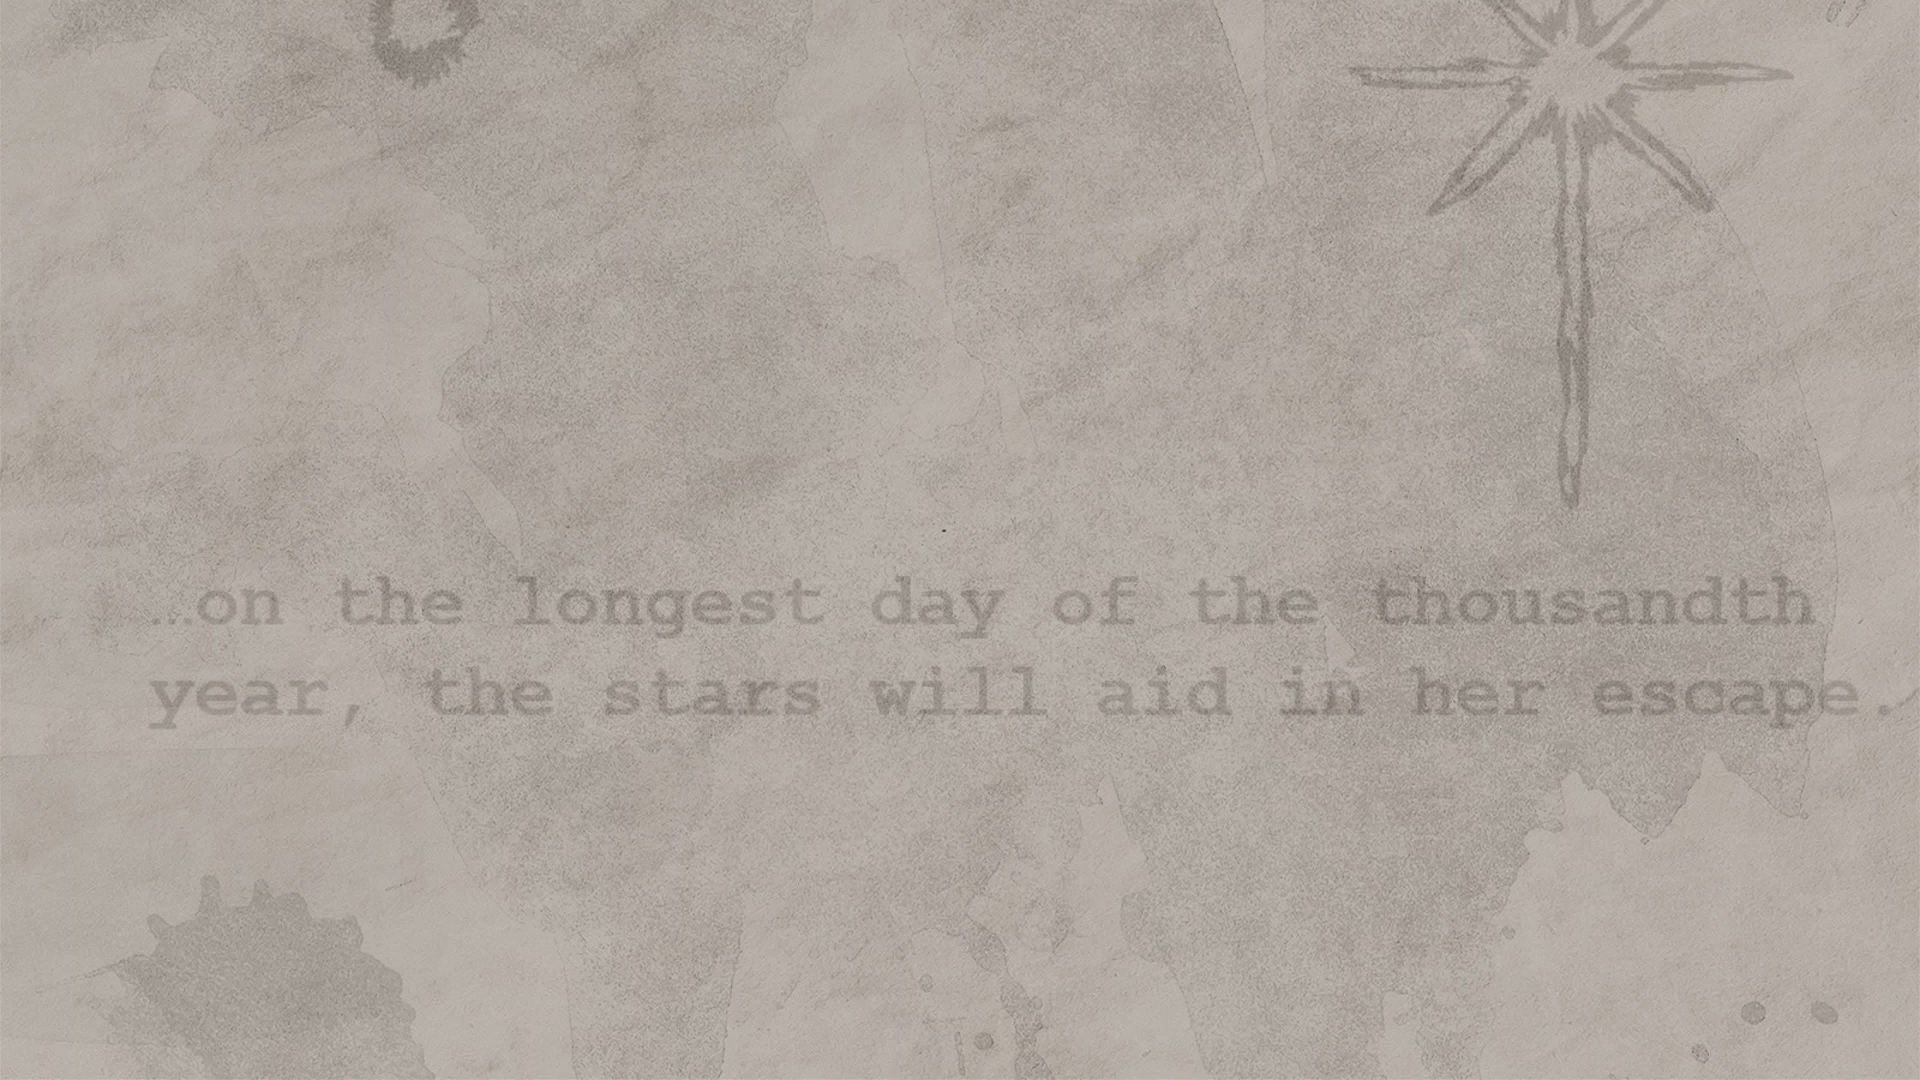 …on the longest day of the thousandth
year, the stars will aid in her escape.